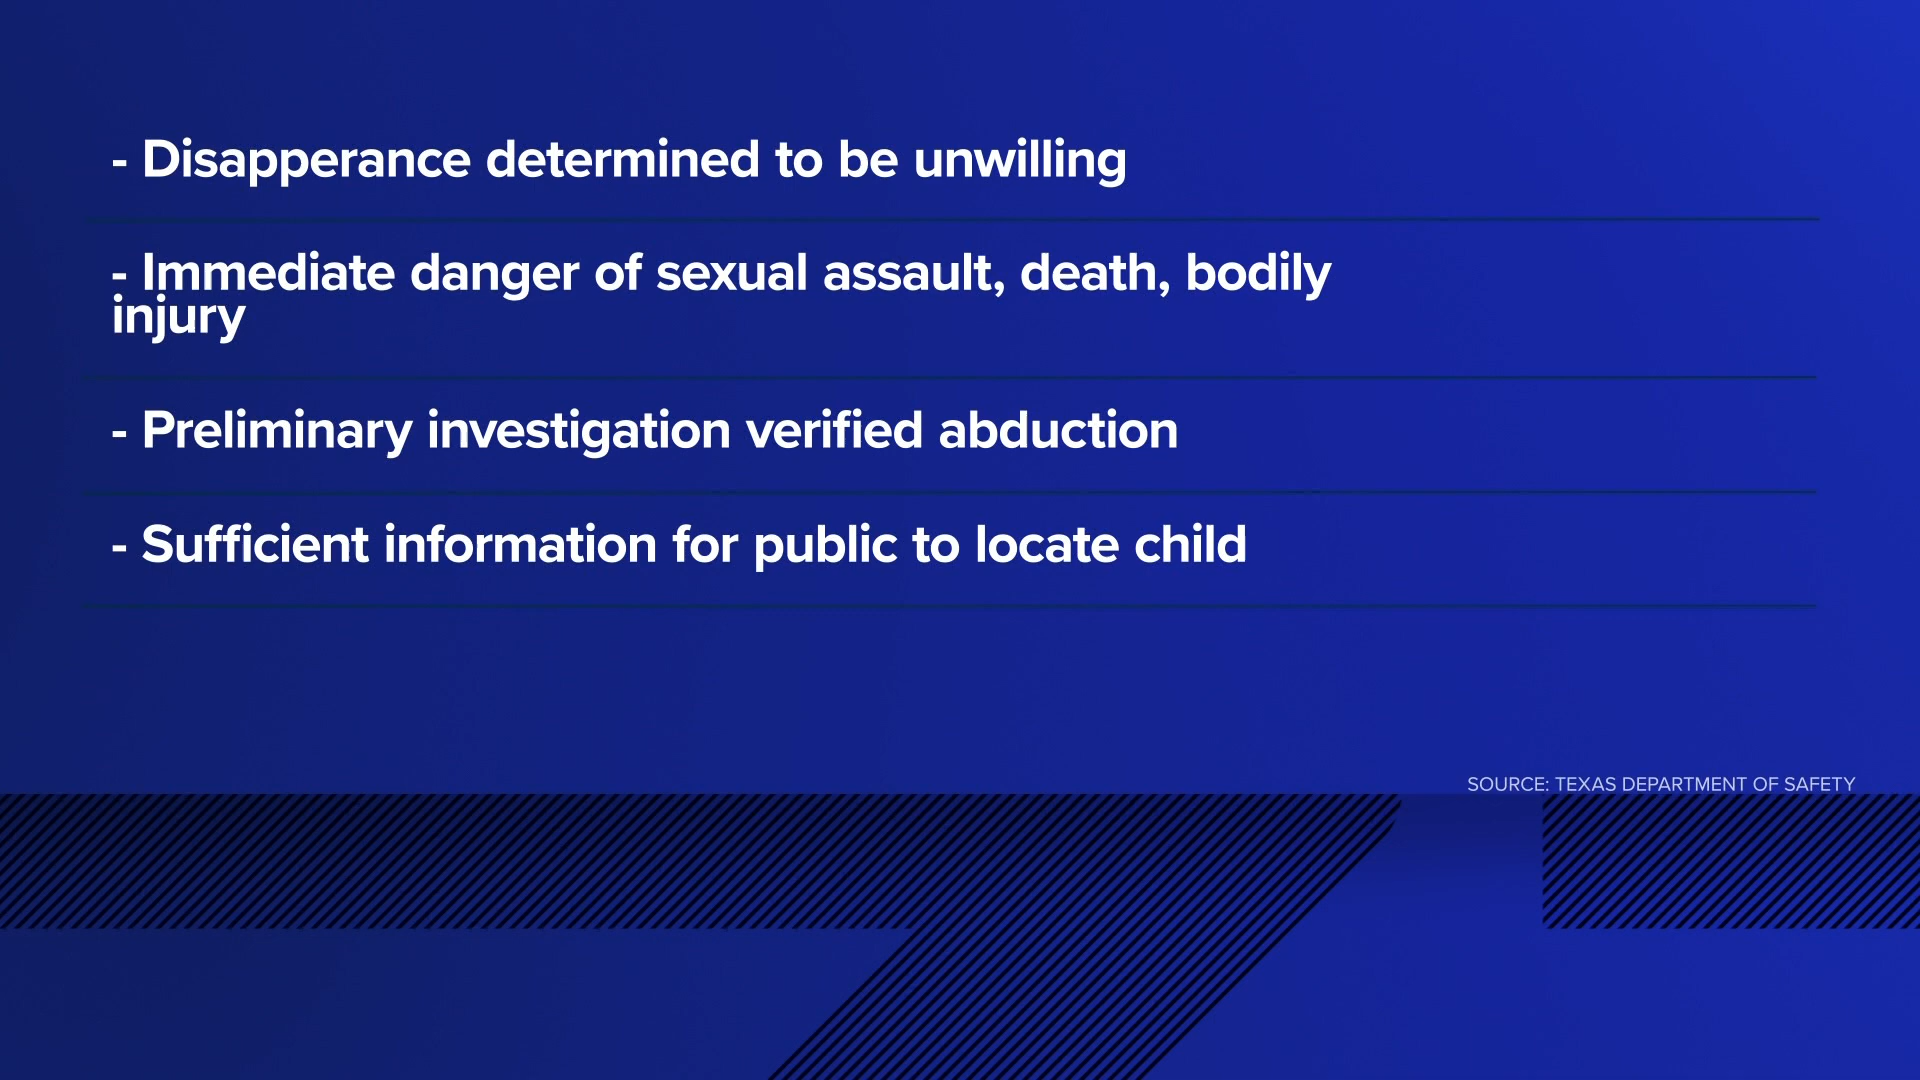 - Disapperance determined to be unwilling
- Immediate danger of sexual assault, death, bodily
injury
- Preliminary investigation verified abduction
- Sufficient information for public to locate child
SOURCE: TEXAS DEPARTMENT OF SAFETY